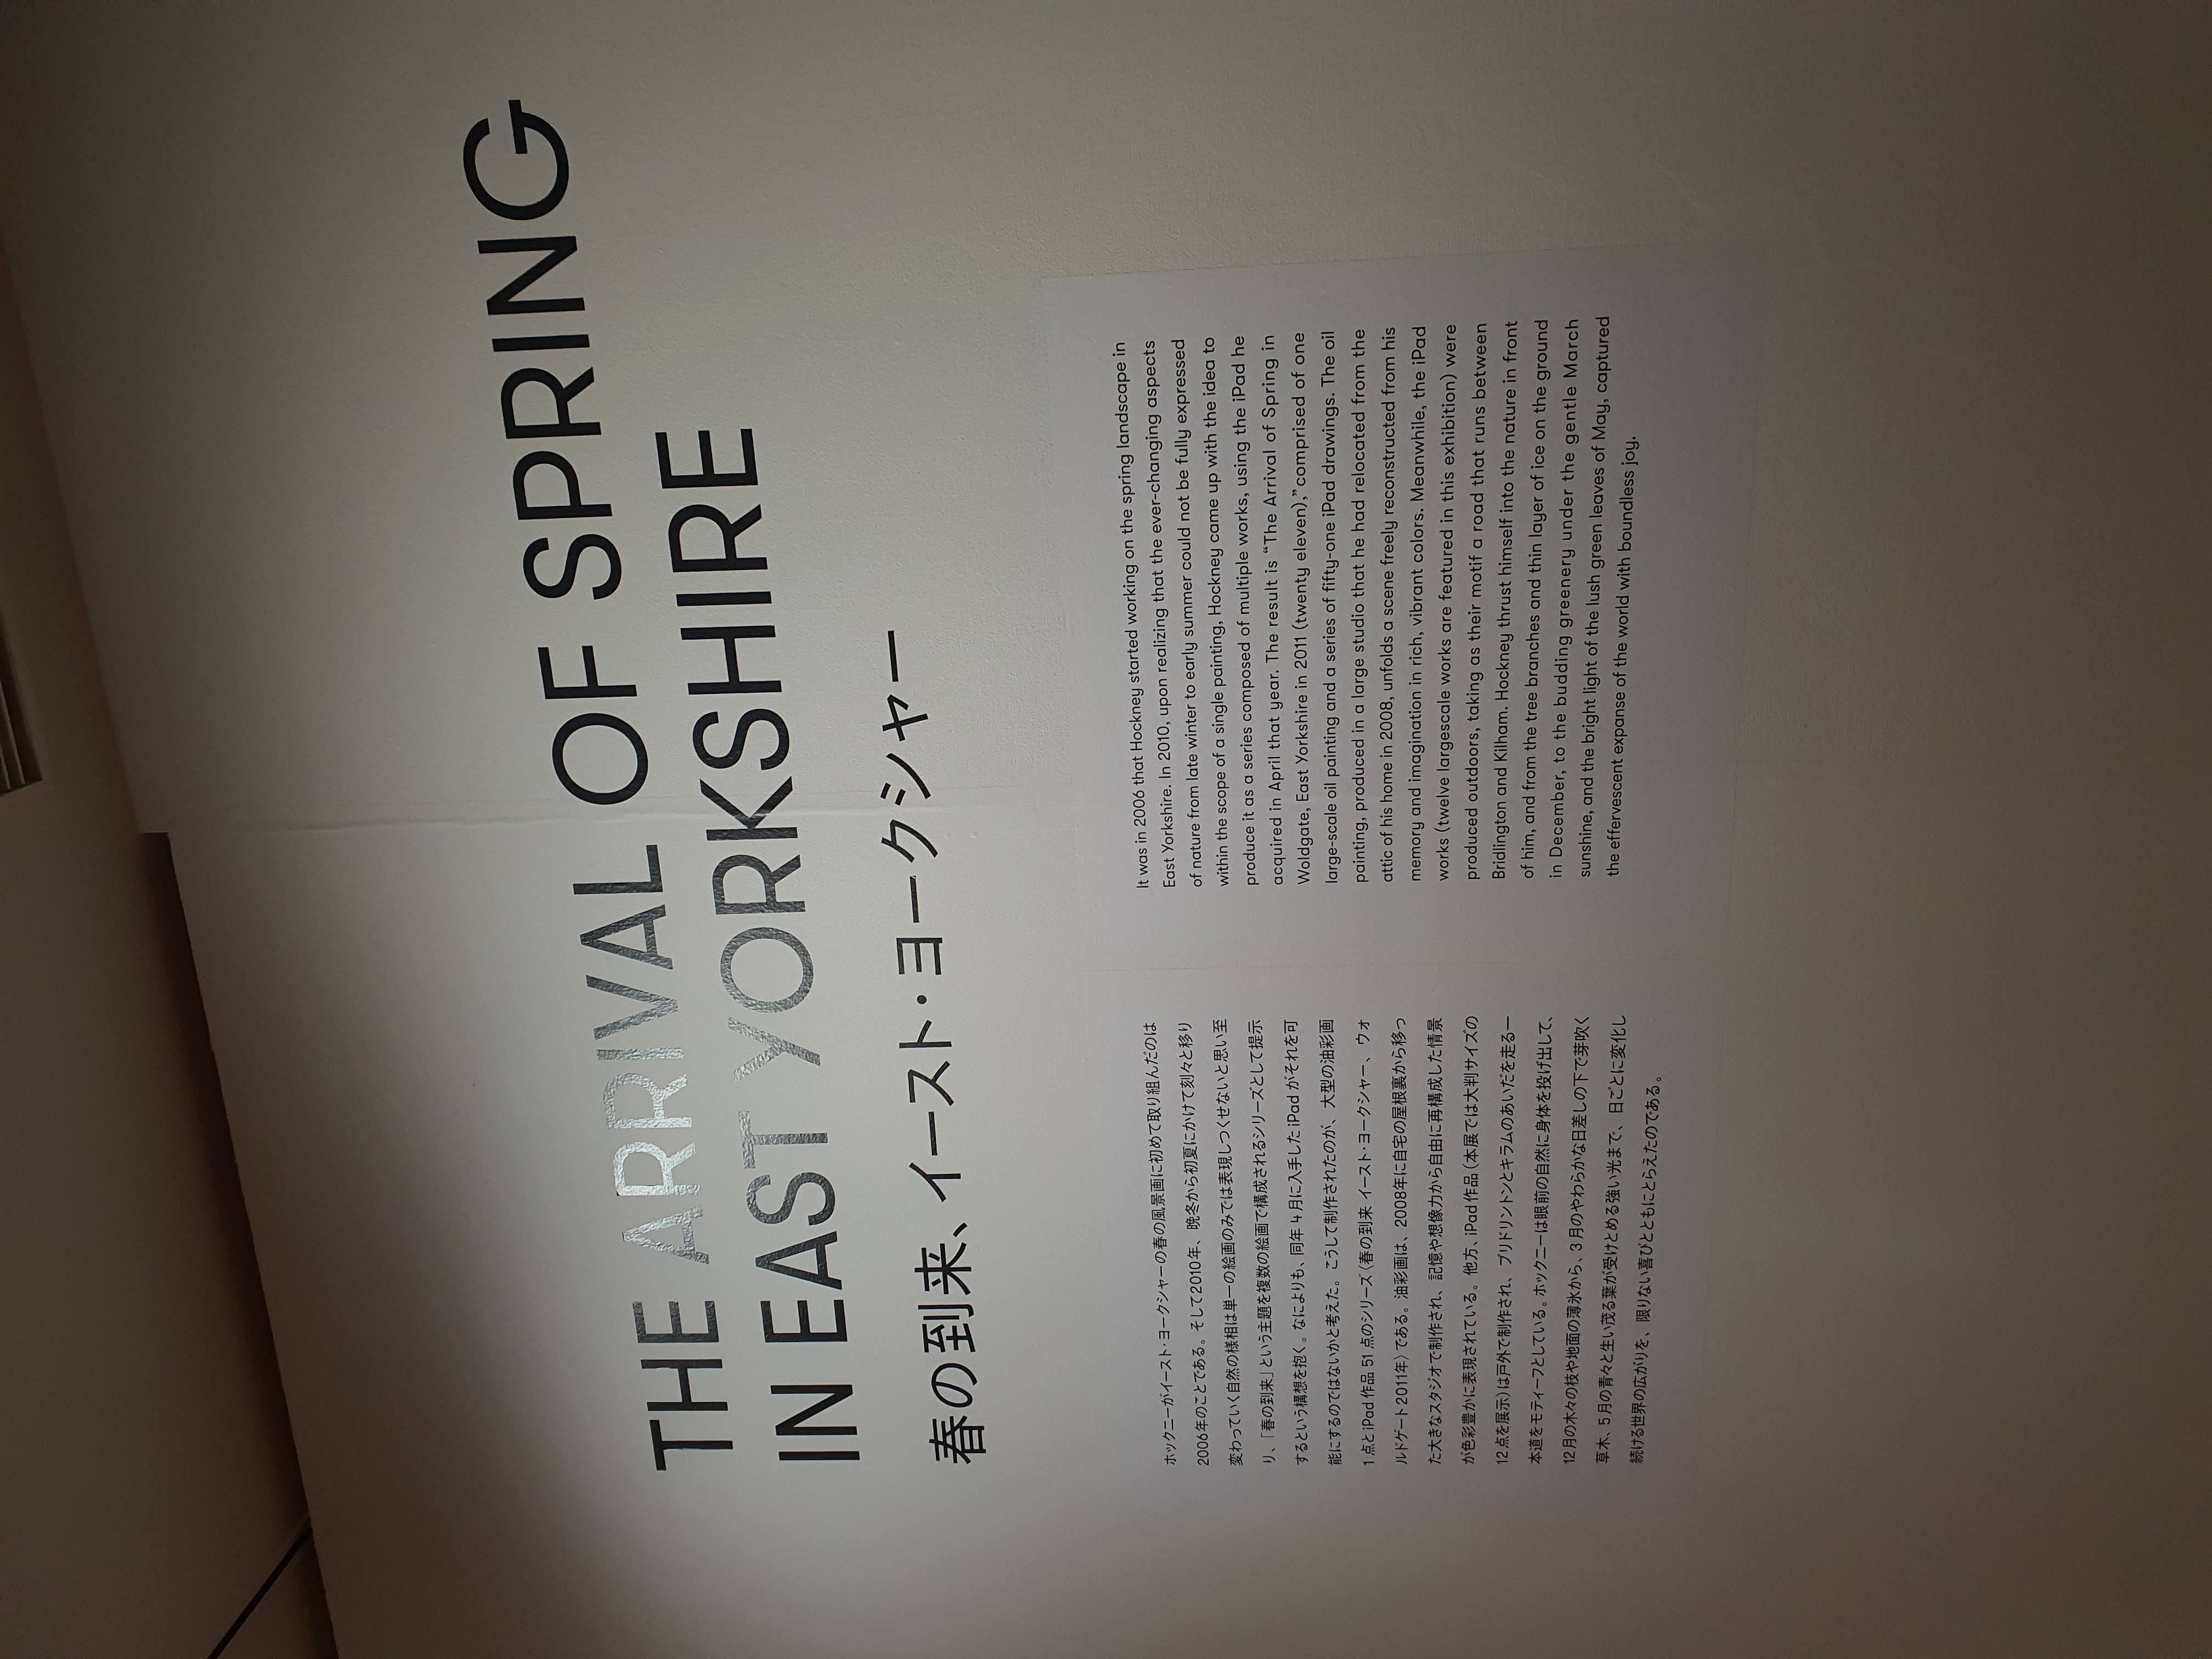 THE ARRIVAL OF SPRING
IN EAST YORKSHIRE
春の到来、イースト・ヨークシャー
ホックニーがイースト・ヨークシャーの春の風景画に初めて取り組んだのは
2006年のことである。そして2010年、晩冬から初夏にかけて刻々と移り
変わっていく自然の様相は単一の絵画のみでは表現しつくせないと思い至
り、「春の到来」という主題を複数の絵画で構成されるシリーズとして提示
するという構想を抱く。なによりも、同年4月に入手したiPadがそれを可
能にするのではないかと考えた。こうして制作されたのが、大型の油彩画
1点とiPad作品51点のシリーズ〈春の到来 イースト・ヨークシャー、ウォ
ルドゲート2011年〉である。油彩画は、2008年に自宅の屋根裏から移っ
た大きなスタジオで制作され、記憶や想像力から自由に再構成した情景
が色彩豊かに表現されている。他方、iPad作品（本展では大判サイズの
12点を展示）は戸外で制作され、ブリドリントンとキラムのあいだを走る一
本道をモティーフとしている。ホックニーは眼前の自然に身体を投げ出して、
12月の木々の枝や地面の薄氷から、3月のやわらかな日差しの下で芽吹く
草木、5月の青々と生い茂る葉が受けとめる強い光まで、日ごとに変化し
続ける世界の広がりを、限りない喜びとともにとらえたのである。
It was in 2006 that Hockney started working on the spring landscape in
East Yorkshire. In 2010, upon realizing that the ever-changing aspects
of nature from late winter to early summer could not be fully expressed
within the scope of a single painting, Hockney came up with the idea to
produce it as a series composed of multiple works, using the iPad he
acquired in April that year. The result is “The Arrival of Spring in
Woldgate, East Yorkshire in 2011 (twenty eleven),” comprised of one
large-scale oil painting and a series of fifty-one iPad drawings. The oil
painting, produced in a large studio that he had relocated from the
attic of his home in 2008, unfolds a scene freely reconstructed from his
memory and imagination in rich, vibrant colors. Meanwhile, the iPad
works (twelve largescale works are featured in this exhibition) were
produced outdoors, taking as their motif a road that runs between
Bridlington and Kilham. Hockney thrust himself into the nature in front
of him, and from the tree branches and thin layer of ice on the ground
in December, to the budding greenery under the gentle March
sunshine, and the bright light of the lush green leaves of May, captured
the effervescent expanse of the world with boundless joy.